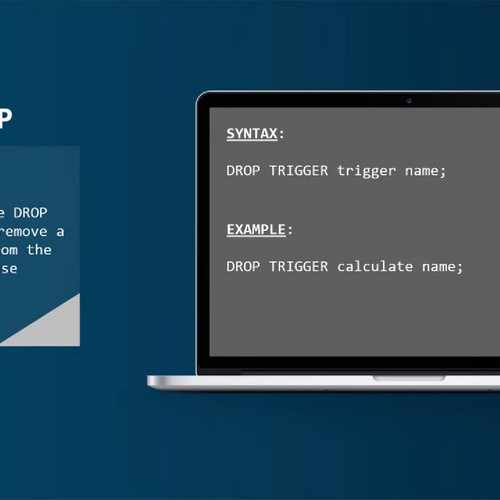 P
e DROP
remove a
om the
se
SYNTAX:
DROP TRIGGER trigger name;
EXAMPLE:
DROP TRIGGER calculate name;